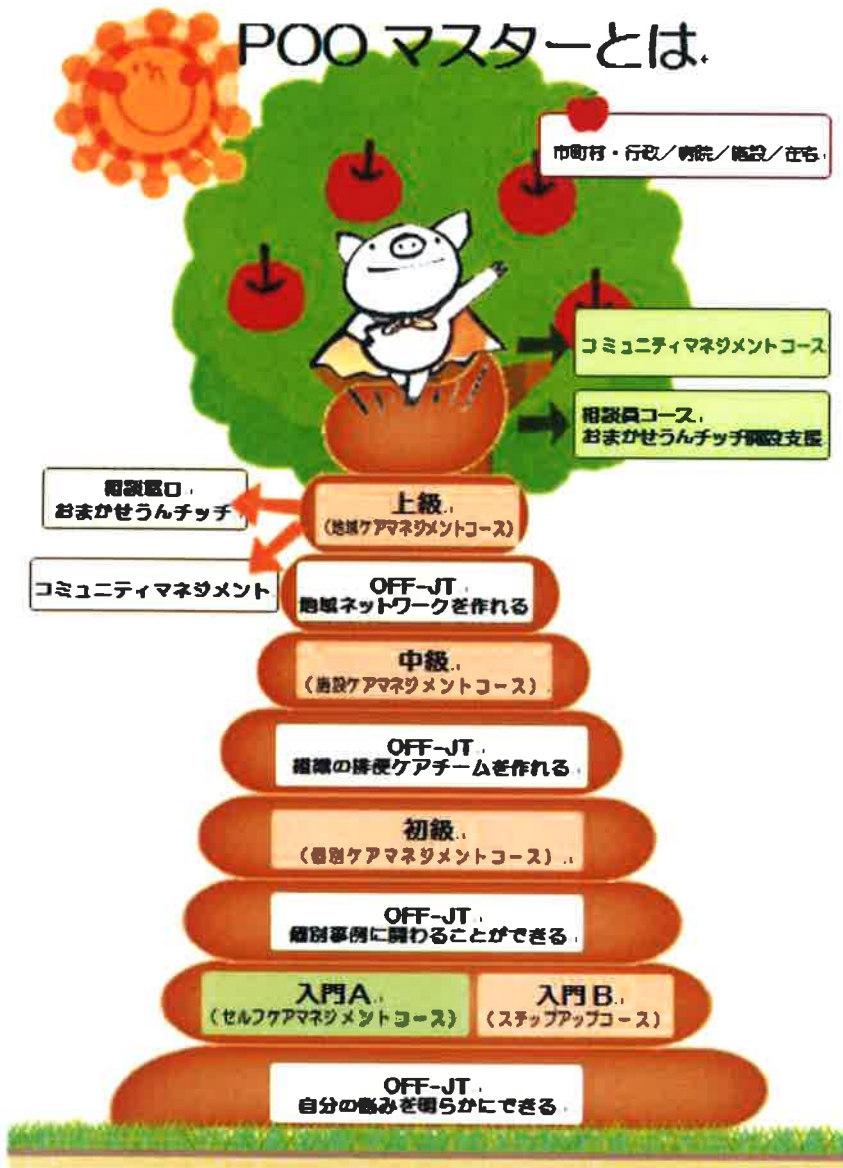 POOマスターとは
市町村・行政／病院／施設／在宅
コミュニティマネジメントコース
相談員コース
おまかせうんチッチ開設支援
上級
（地域ケアマネジメントコース）
相談窓口
おまかせうんチッチ
コミュニティマネジメント
OFF-JT
地域ネットワークを作れる
中級
（施設ケアマネジメントコース）
OFF-JT
組織の排便ケアチームを作れる
初級
（個別ケアマネジメントコース）
OFF-JT
個別事例に関わることができる
入門A
（セルフケアマネジメントコース）
入門B
（ステップアップコース）
OFF-JT
自分の悩みを明らかにできる